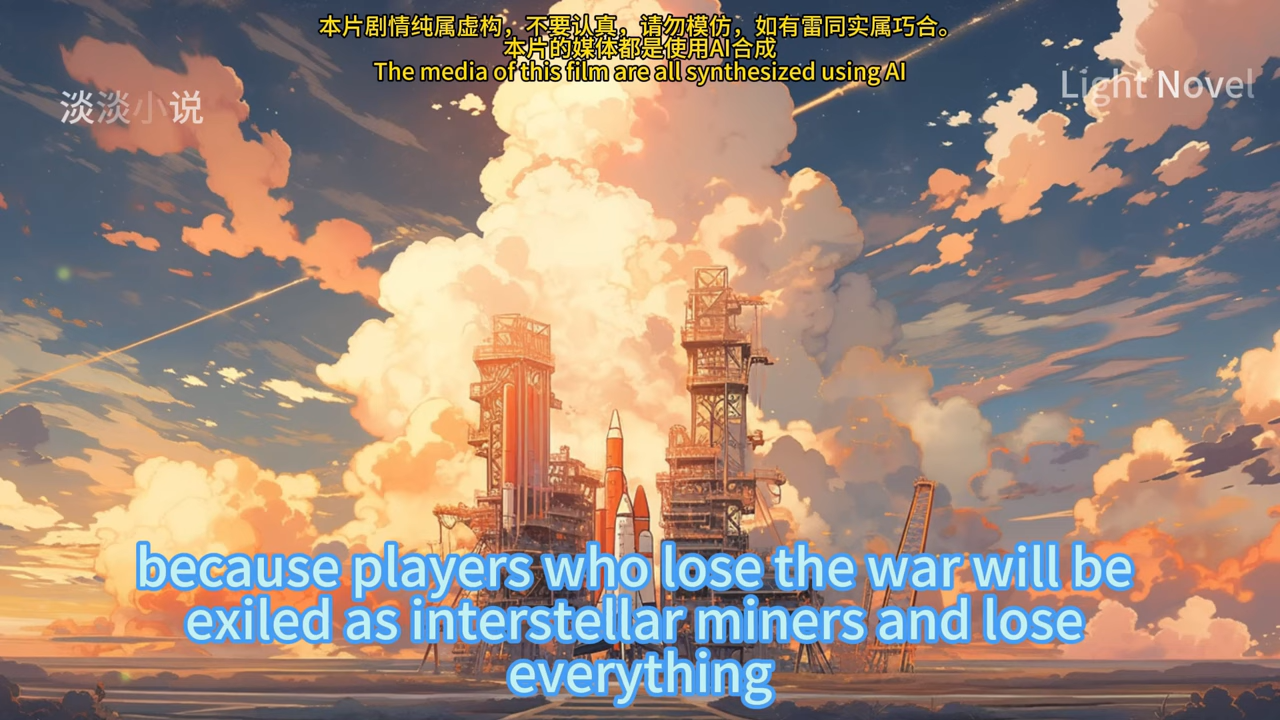 本片剧情纯属虚构，不要认真，请勿模仿，如有雷同实属巧合。
本片的媒体都是使用AI合成
The media of this film are all synthesized using AI
淡淡小说
Light Novel
because players who lose the war will be
exiled as interstellar miners and lose
everything